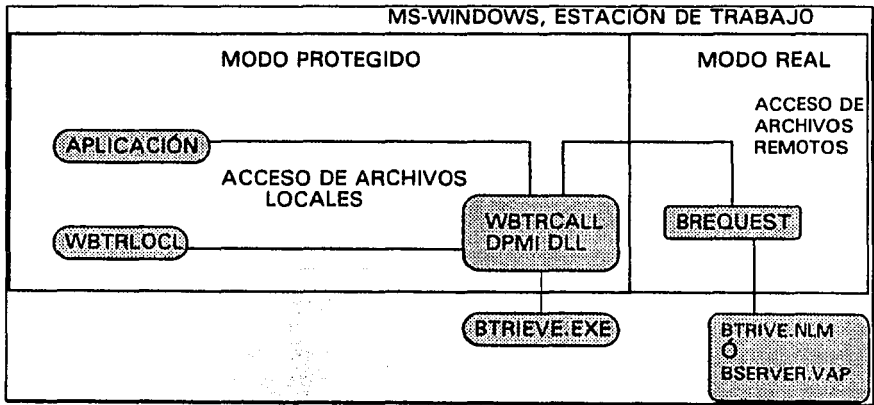 MS-WINDOWS, ESTACIÓN DE TRABAJO
MODO PROTEGIDO
MODO REAL
ACCESO DE
ARCHIVOS
REMOTOS
APLICACIÓN
ACCESO DE ARCHIVOS
LOCALES
WBTRCALL
DPMI DLL
BREQUEST
WBTRLOCL
BTRIEVE.EXE
BTRIVE.NLM
Ó
BSERVER.VAP